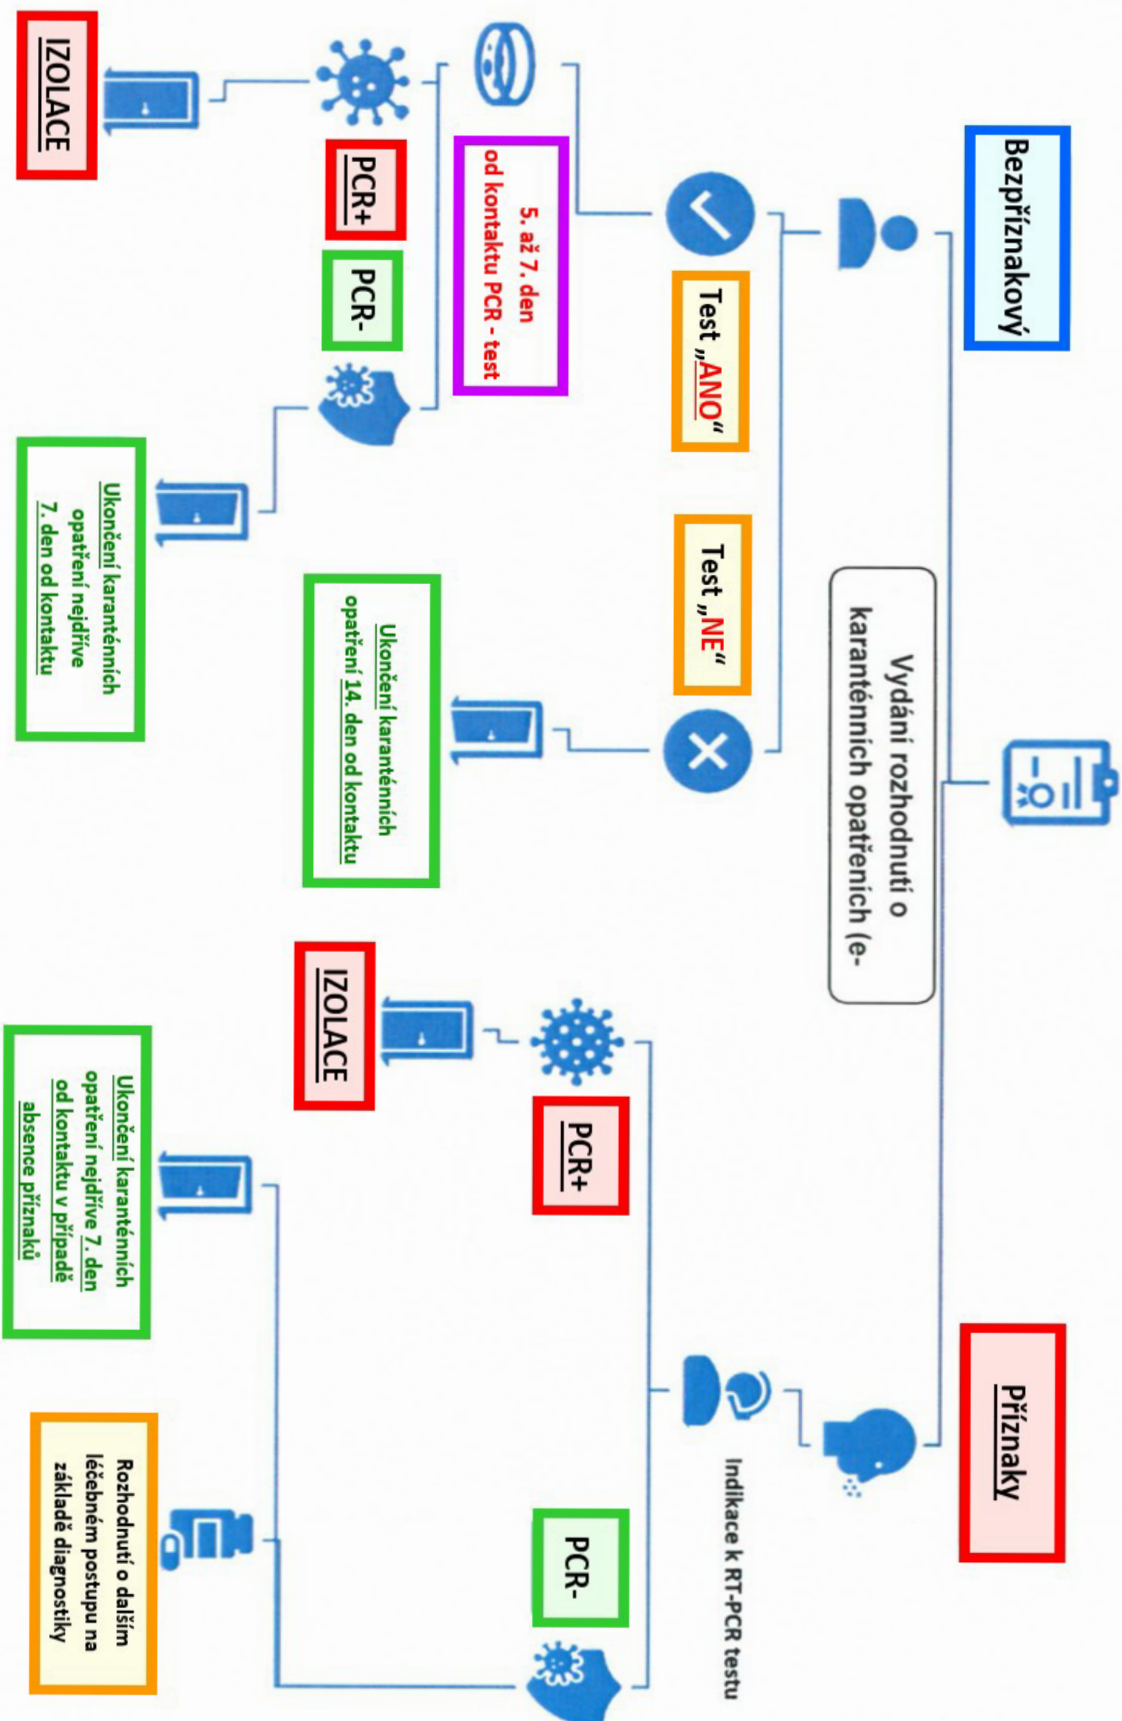 Vydání rozhodnutí o
karanténních opatřeních (e-
Bezpříznakový
Příznaky
Indikace k RT-PCR testu
Test „ANO“
Test „NE“
5. až 7. den
od kontaktu PCR - test
PCR+
PCR-
PCR+
PCR-
IZOLACE
Ukončení karanténních
opatření nejdříve
7. den od kontaktu
Ukončení karanténních
opatření 14. den od kontaktu
IZOLACE
Ukončení karanténních
opatření nejdříve 7. den
od kontaktu v případě
absence příznaků
Rozhodnutí o dalším
léčebném postupu na
základě diagnostiky